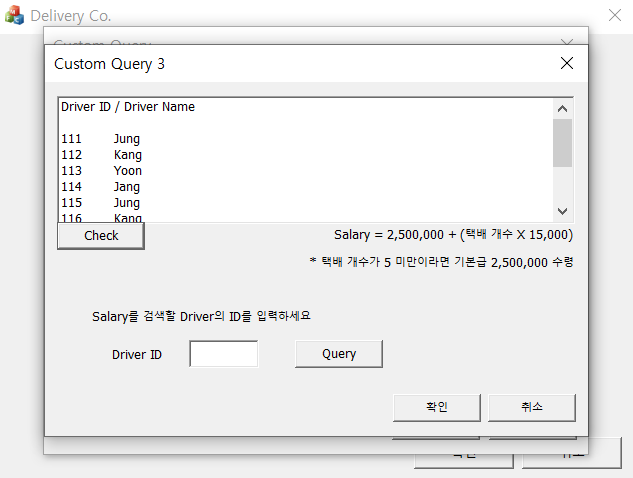 Delivery Co.
Custom Query
Custom Query 3
Driver ID / Driver Name
111 Jung
112 Kang
113 Yoon
114 Jang
115 Jung
116 Kang
Check
Salary = 2,500,000 + (택배 개수 X 15,000)
* 택배 개수가 5 미만이라면 기본급 2,500,000 수령
Salary를 검색할 Driver의 ID를 입력하세요
Driver ID
Query
확인 취소
확인 취소